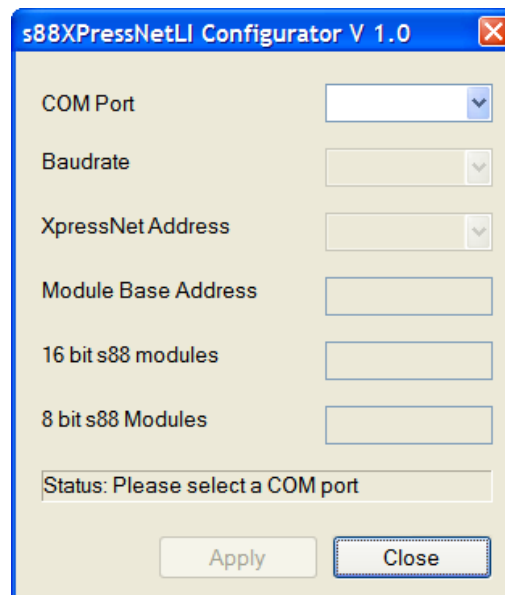 s88XPressNetLI Configurator V 1.0
COM Port
Baudrate
XpressNet Address
Module Base Address
16 bit s88 modules
8 bit s88 Modules
Status: Please select a COM port
Apply Close